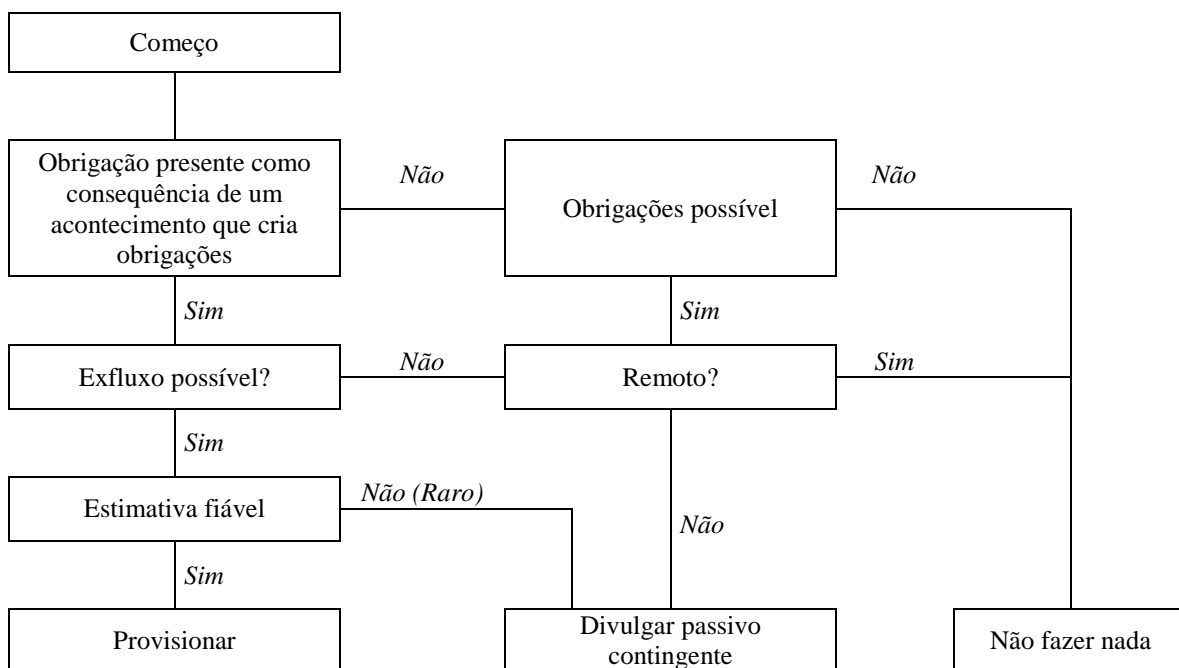 Começo
Obrigação presente como
consequência de um
acontecimento que cria
obrigações
Não
Obrigações possível
Não
Sim
Sim
Exfluxo possível?
Não
Remoto?
Sim
Sim
Estimativa fiável
Não (Raro)
Não
Sim
Provisionar
Divulgar passivo
contingente
Não fazer nada